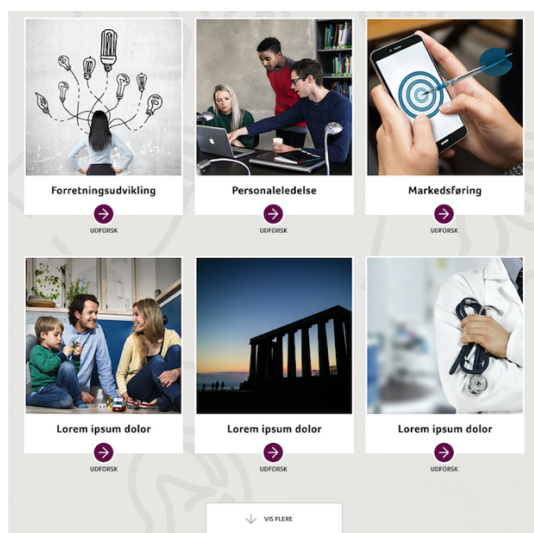 Forretningsudvikling
UDFORSK
Personaleledelse
UDFORSK
Markedsføring
UDFORSK
Lorem ipsum dolor
UDFORSK
Lorem ipsum dolor
UDFORSK
Lorem ipsum dolor
UDFORSK
VIS FLERE